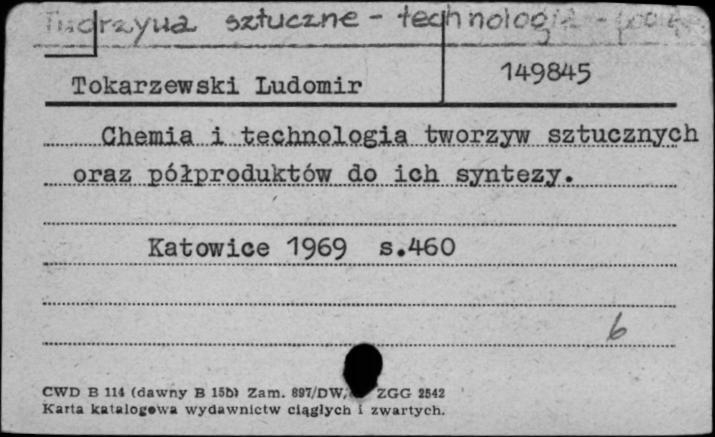 Tworzywa sztuczne - technologia -
Tokarzewski Ludomir
149845
Chemia i technologia tworzyw sztucznych
oraz półproduktów do ich syntezy.
Katowice 1969 s.460
6
CWD B 114 (dawny B 15b) Zam. 897/DW, ZGG 2542
Karta katalogowa wydawnictw ciągłych i zwartych.